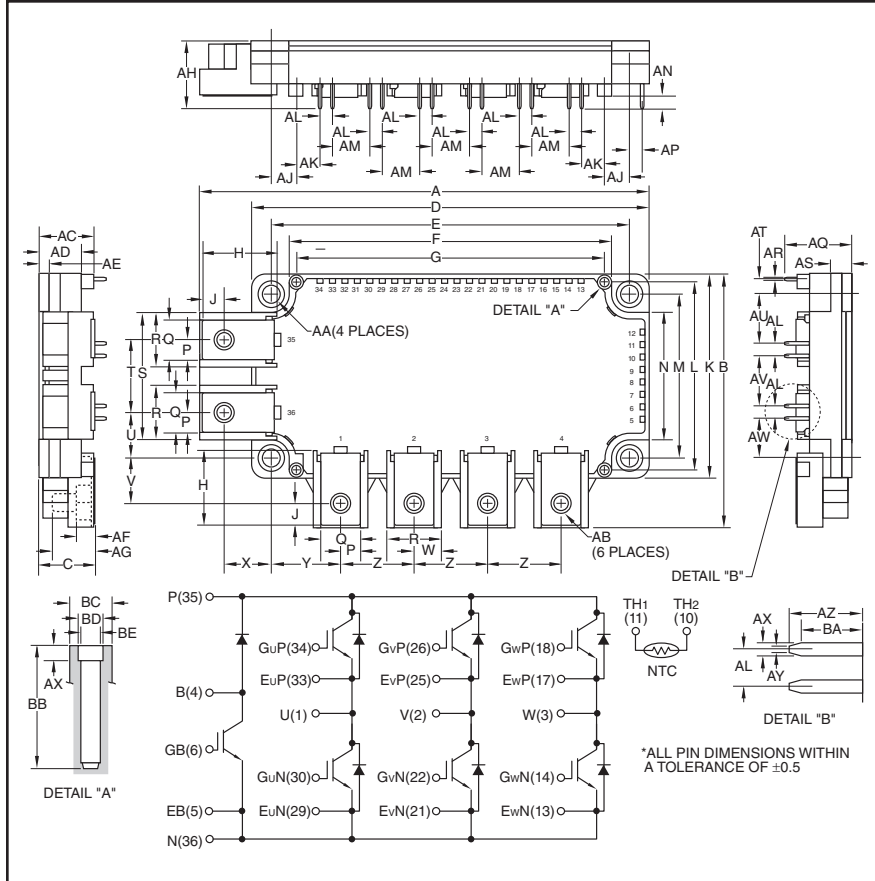 AH
AN
AL AL AL
AL AL
AM AM
AK AM AM AK AP
AJ AJ
A
D
E
F
G
AC
AD
AE
H
J
AT
AR
AQ
AS
34 33 32 31 30 29 28 27 26 25 24 23 22 21 20 19 18 17 16 15 14 13
DETAIL "A"
AA(4 PLACES)
35
36
12
11
10
9
8
7
6
5
T S R Q P
R Q P
U
V
N M L K B
AU AL
AV AL
AW
1 2 3 4
H
J
Q R
P W
AB
(6 PLACES)
X Y Z Z Z
AF
AG
C
DETAIL "B"
BC
BD
BE
AX
BB
DETAIL "A"
P(35)
GUP(34) GVP(26) GWP(18)
EUP(33) EVP(25) EWP(17)
B(4)
U(1) V(2) W(3)
GB(6)
GUN(30) GVN(22) GWN(14)
EB(5) EUN(29) EVN(21) EWN(13)
N(36)
TH1 TH2
(11) (10)
NTC
AX
AZ
BA
AL
AY
DETAIL "B"
*ALL PIN DIMENSIONS WITHIN
A TOLERANCE OF ±0.5